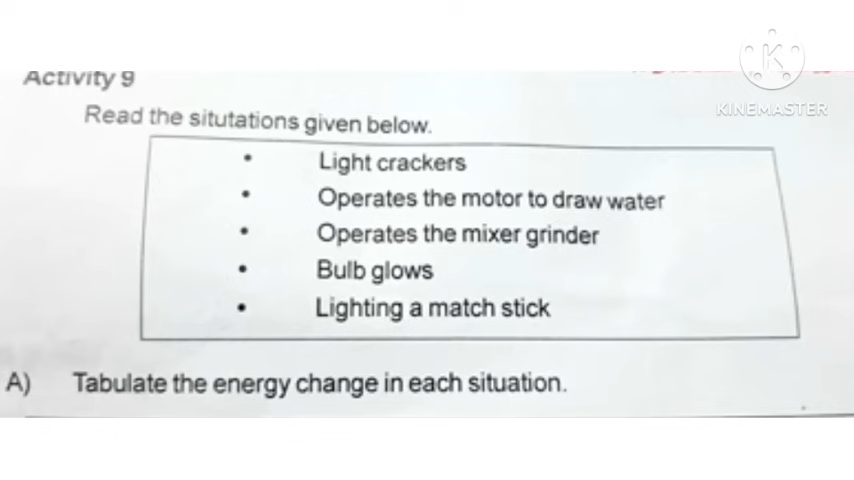 KINEMASTER
Activity 9
Read the situtations given below.
• Light crackers
• Operates the motor to draw water
• Operates the mixer grinder
• Bulb glows
• Lighting a match stick
A) Tabulate the energy change in each situation.